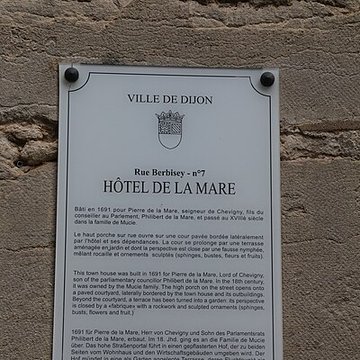 VILLE DE DIJON
Rue Berbisey - n°7
HÔTEL DE LA MARE
Bâti en 1691 pour Pierre de la Mare, seigneur de Chevigny, fils du
conseiller au Parlement, Philibert de la Mare, et passé au XVIIIè siècle
dans la famille de Mucie.
Le haut porche sur rue ouvre sur une cour pavée bordée latéralement
par l'hôtel et ses dépendances. La cour se prolonge par une terrasse
aménagée en jardin et dont la perspective est close par une fausse nymphée,
mêlant rocaille et ornements sculptés (sphinges, bustes, fleurs et fruits).
This town house was built in 1691 for Pierre de la Mare, Lord of Chevigny,
son of the parliamentary councillor Philibert de la Mare. In the 18th century,
it was owned by the Mucie family. The high porch on the street opens onto
a paved courtyard, laterally bordered by the town house and its outbuildings.
Beyond the courtyard, a terrace has been turned into a garden: its perspective
is closed by a «fabrique» with a rockwork and sculpted ornaments (sphinges,
busts, flowers and fruit.)
1691 für Pierre de la Mare, Herr von Chevigny und Sohn des Parlamentsrats
Philibert de la Mare, erbaut. Im 18. Jhd. ging es an die Familie de Mucie
über. Das hohe Straßenportal führt in einen gepflasterten Hof, der zu beiden
Seiten vom Wohnhaus und den Wirtschaftsgebäuden umgeben wird. Der